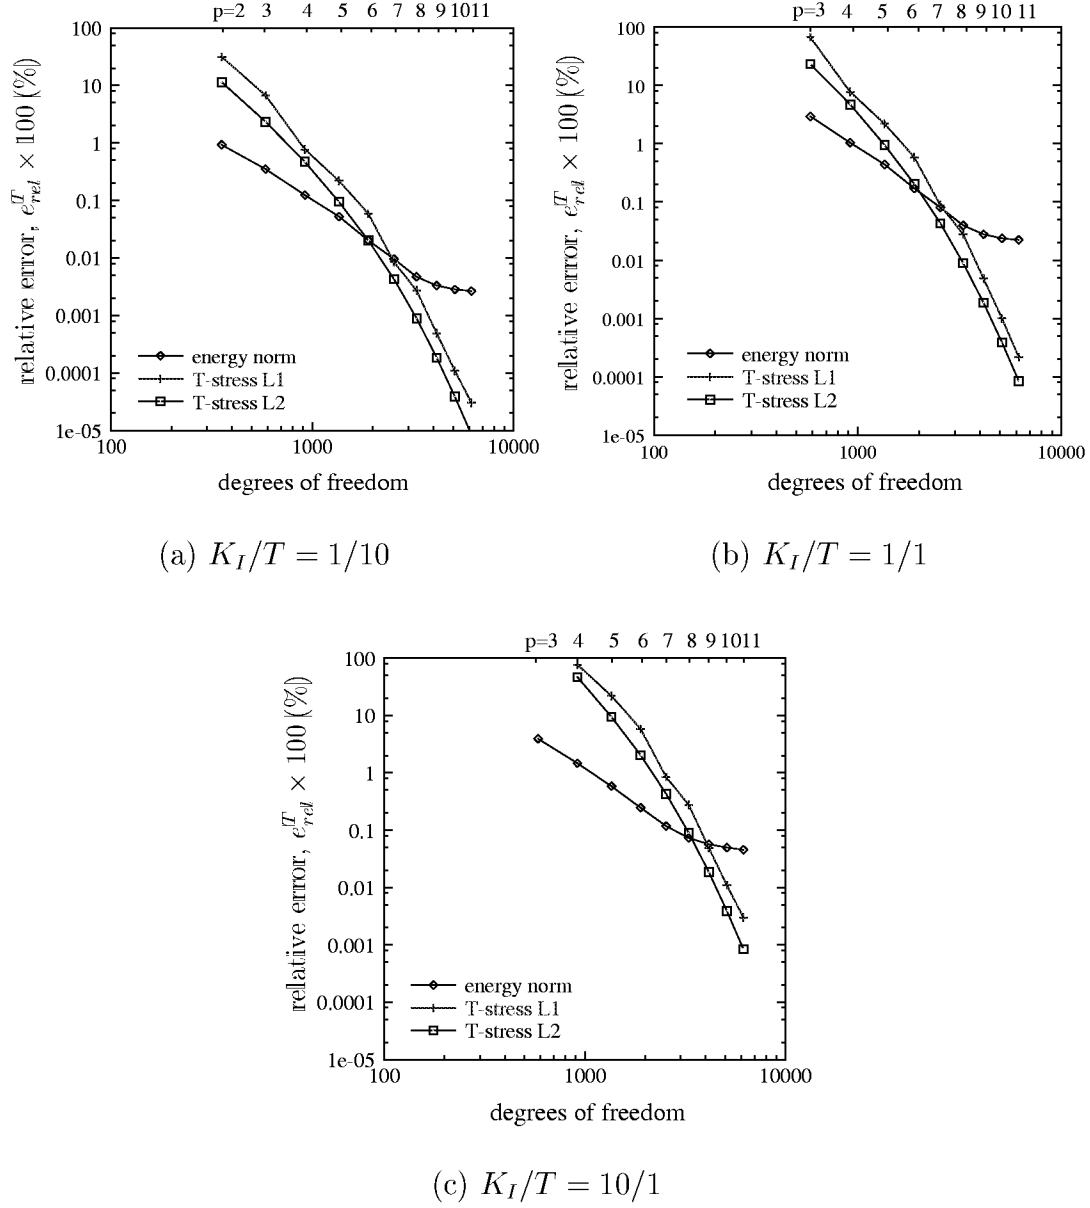 p=2 3 4 5 6 7 8 9 10 11
100
10
1
0.1
0.01
0.001
0.0001
1e-05
relative error, e^T_rel × 100 (%)
energy norm
T-stress L1
T-stress L2
100 1000 10000
degrees of freedom
(a) K_I/T = 1/10
p=3 4 5 6 7 8 9 10 11
100
10
1
0.1
0.01
0.001
0.0001
1e-05
relative error, e^T_rel × 100 (%)
energy norm
T-stress L1
T-stress L2
100 1000 10000
degrees of freedom
(b) K_I/T = 1/1
p=3 4 5 6 7 8 9 10 11
100
10
1
0.1
0.01
0.001
0.0001
1e-05
relative error, e^T_rel × 100 (%)
energy norm
T-stress L1
T-stress L2
100 1000 10000
degrees of freedom
(c) K_I/T = 10/1